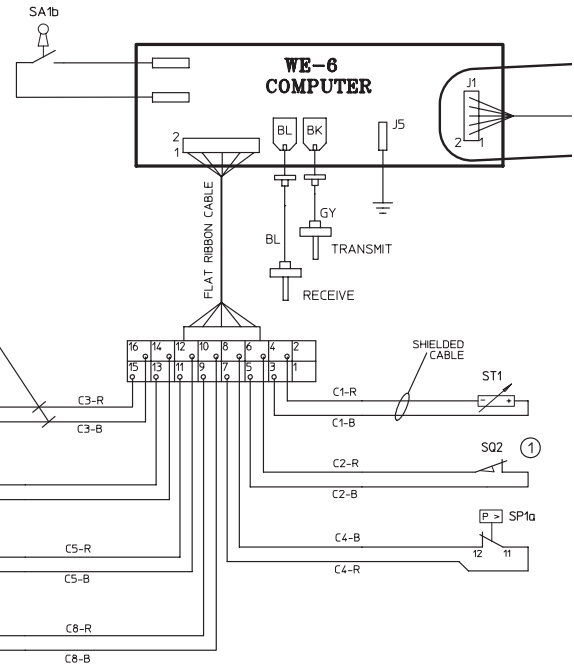 SA1b
WE-6
COMPUTER
J1
2 1
BL BK
J5
2
1
FLAT RIBBON CABLE
GY
BL
TRANSMIT
RECEIVE
16 14 12 10 8 6 4 2
15 13 11 9 7 5 3 1
SHIELDED
CABLE
ST1
C1-R
- +
C1-B
C3-R
C3-B
SQ2 1
C2-R
C2-B
P > SP1a
C4-B
12 11
C4-R
C5-R
C5-B
C8-R
C8-B